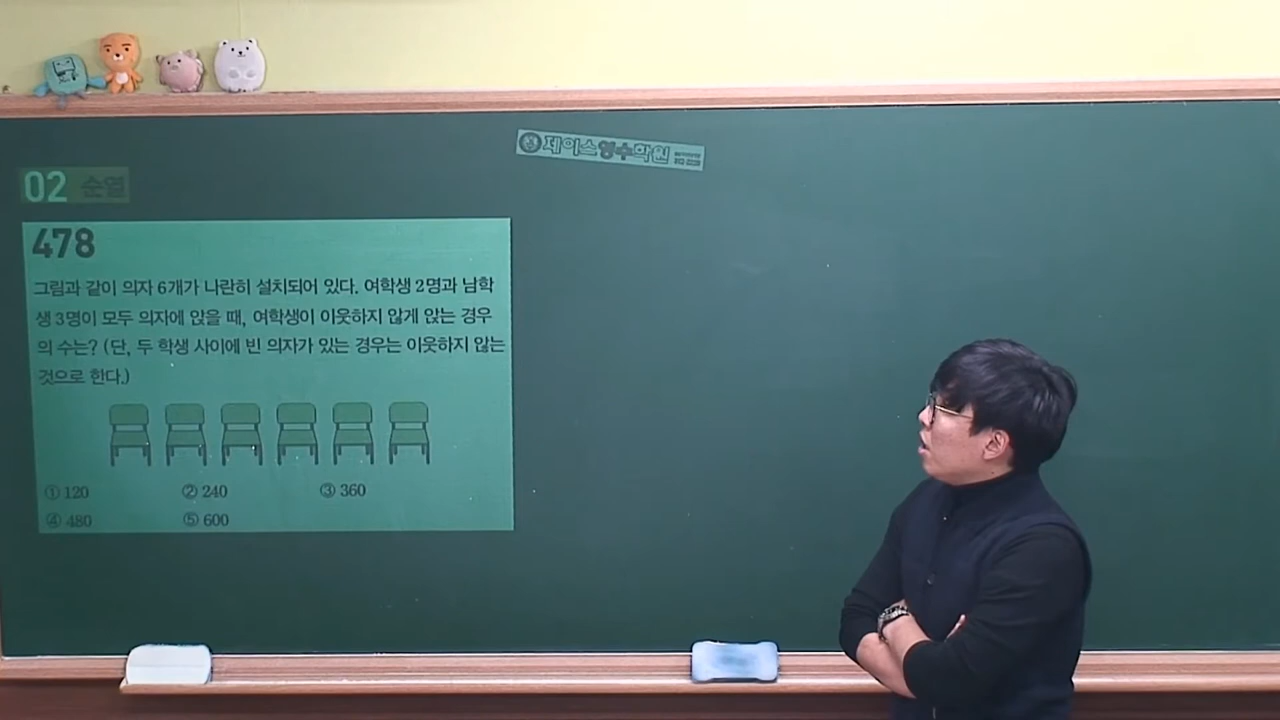 제이스영수학원
02 순열
478
그림과 같이 의자 6개가 나란히 설치되어 있다. 여학생 2명과 남학
생 3명이 모두 의자에 앉을 때, 여학생이 이웃하지 않게 앉는 경우
의 수는? (단, 두 학생 사이에 빈 의자가 있는 경우는 이웃하지 않는
것으로 한다.)
① 120 ② 240 ③ 360
④ 480 ⑤ 600